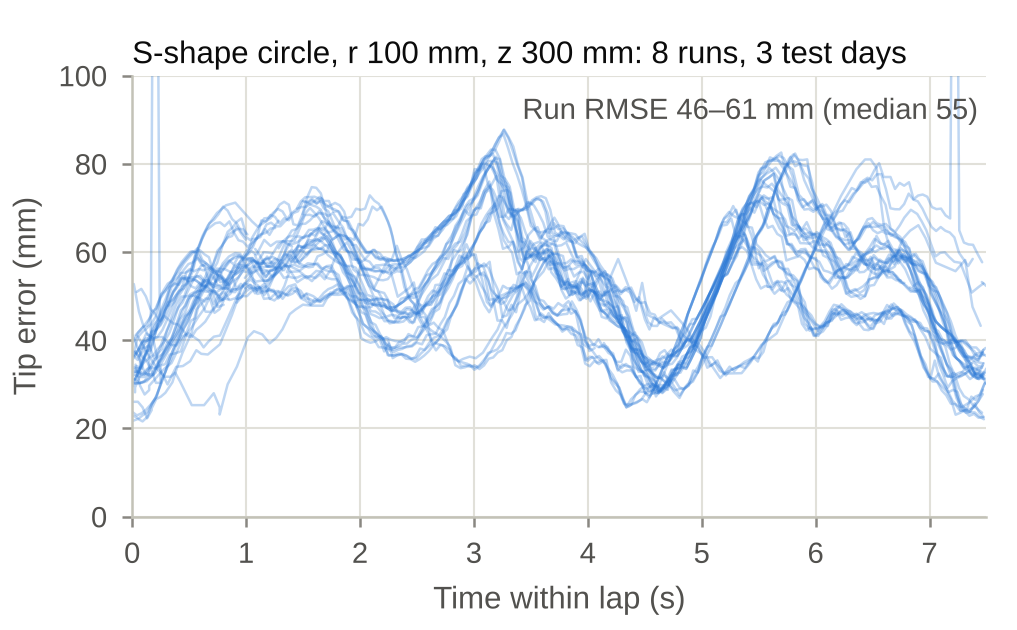 S-shape circle, r 100 mm, z 300 mm: 8 runs, 3 test days
Run RMSE 46–61 mm (median 55)
Tip error (mm)
100
80
60
40
20
0
0 1 2 3 4 5 6 7
Time within lap (s)